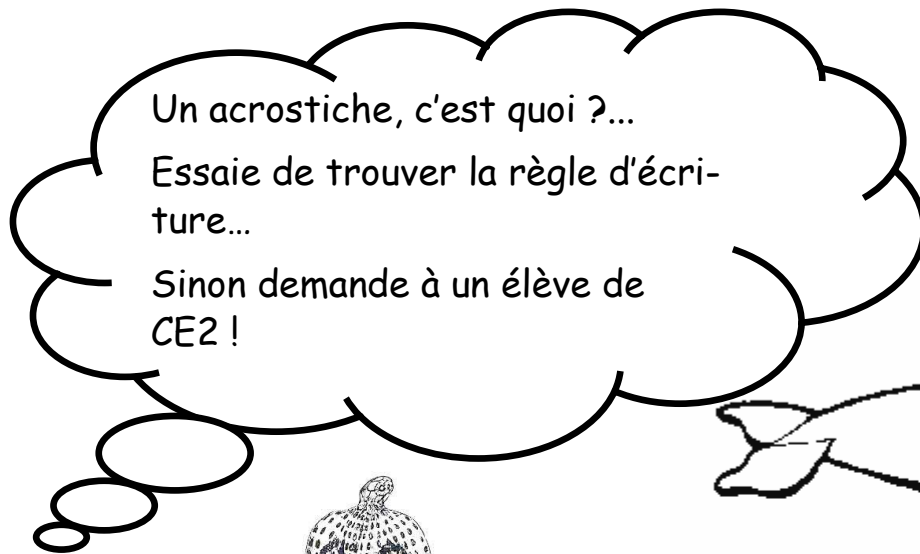 Un acrostiche, c'est quoi ?...
Essaie de trouver la règle d'écri-
ture...
Sinon demande à un élève de
CE2 !